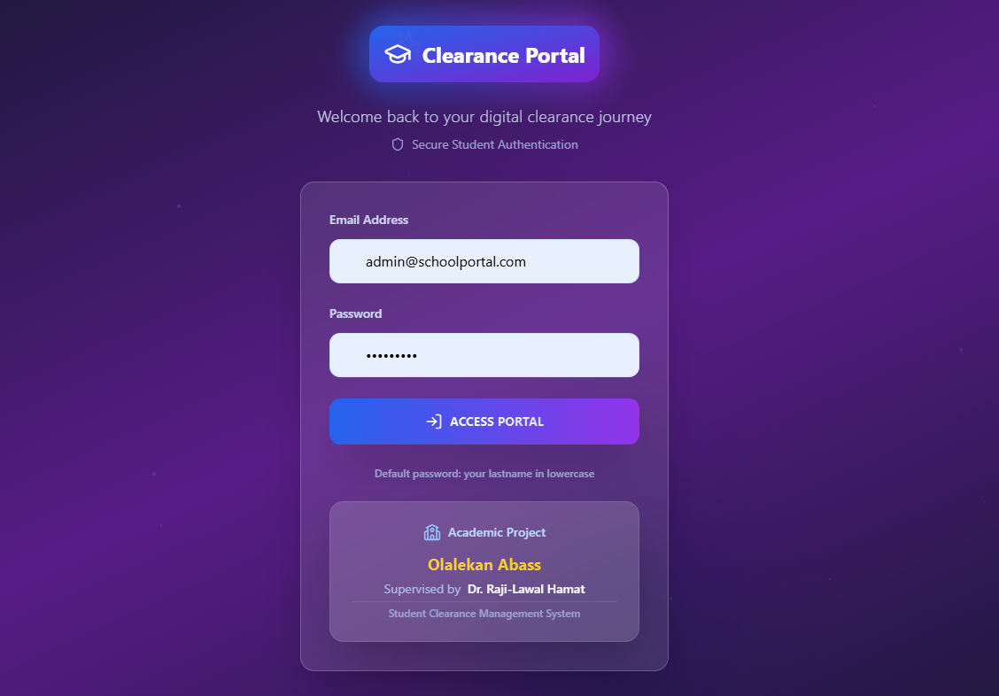 Clearance Portal
Welcome back to your digital clearance journey
Secure Student Authentication
Email Address
admin@schoolportal.com
Password
•••••••••
ACCESS PORTAL
Default password: your lastname in lowercase
Academic Project
Olalekan Abass
Supervised by Dr. Raji-Lawal Hamat
Student Clearance Management System